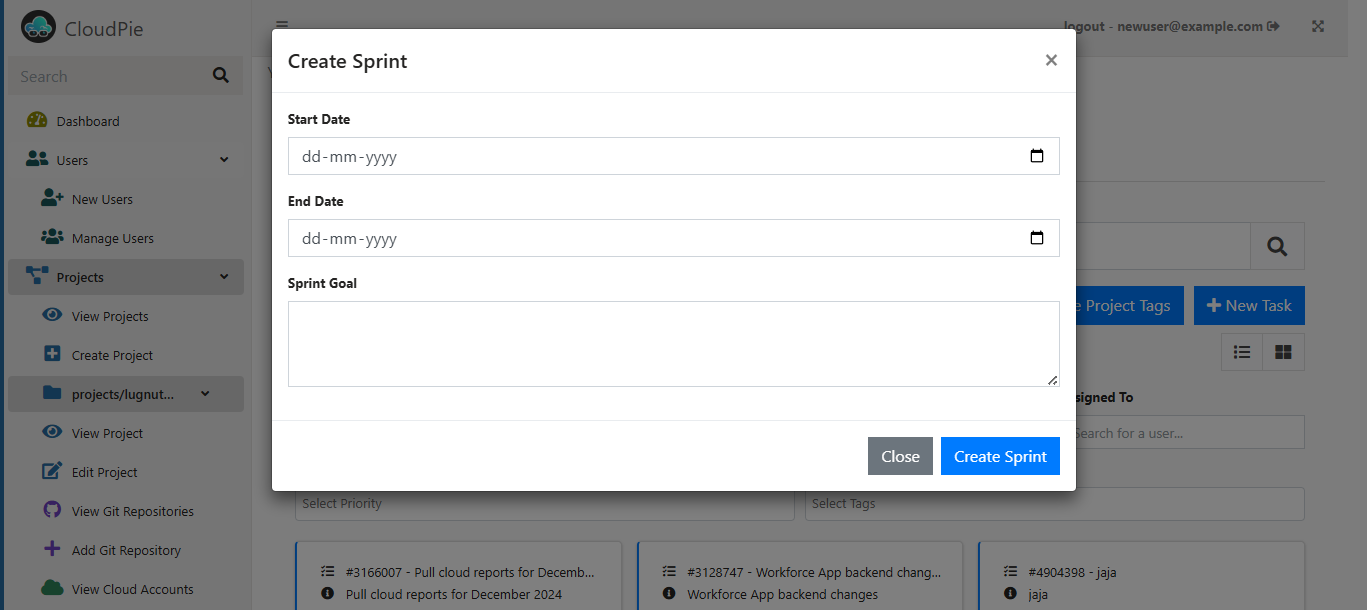 CloudPie
logout - newuser@example.com
Search
Dashboard
Users
New Users
Manage Users
Projects
View Projects
Create Project
projects/lugnut...
View Project
Edit Project
View Git Repositories
Add Git Repository
View Cloud Accounts
Create Sprint
×
Start Date
dd-mm-yyyy
End Date
dd-mm-yyyy
Sprint Goal
Close
Create Sprint
Project Tags
New Task
Search for a user...
Select Priority
Select Tags
#3166007 - Pull cloud reports for Decemb...
Pull cloud reports for December 2024
#3128747 - Workforce App backend chang...
Workforce App backend changes
#4904398 - jaja
jaja